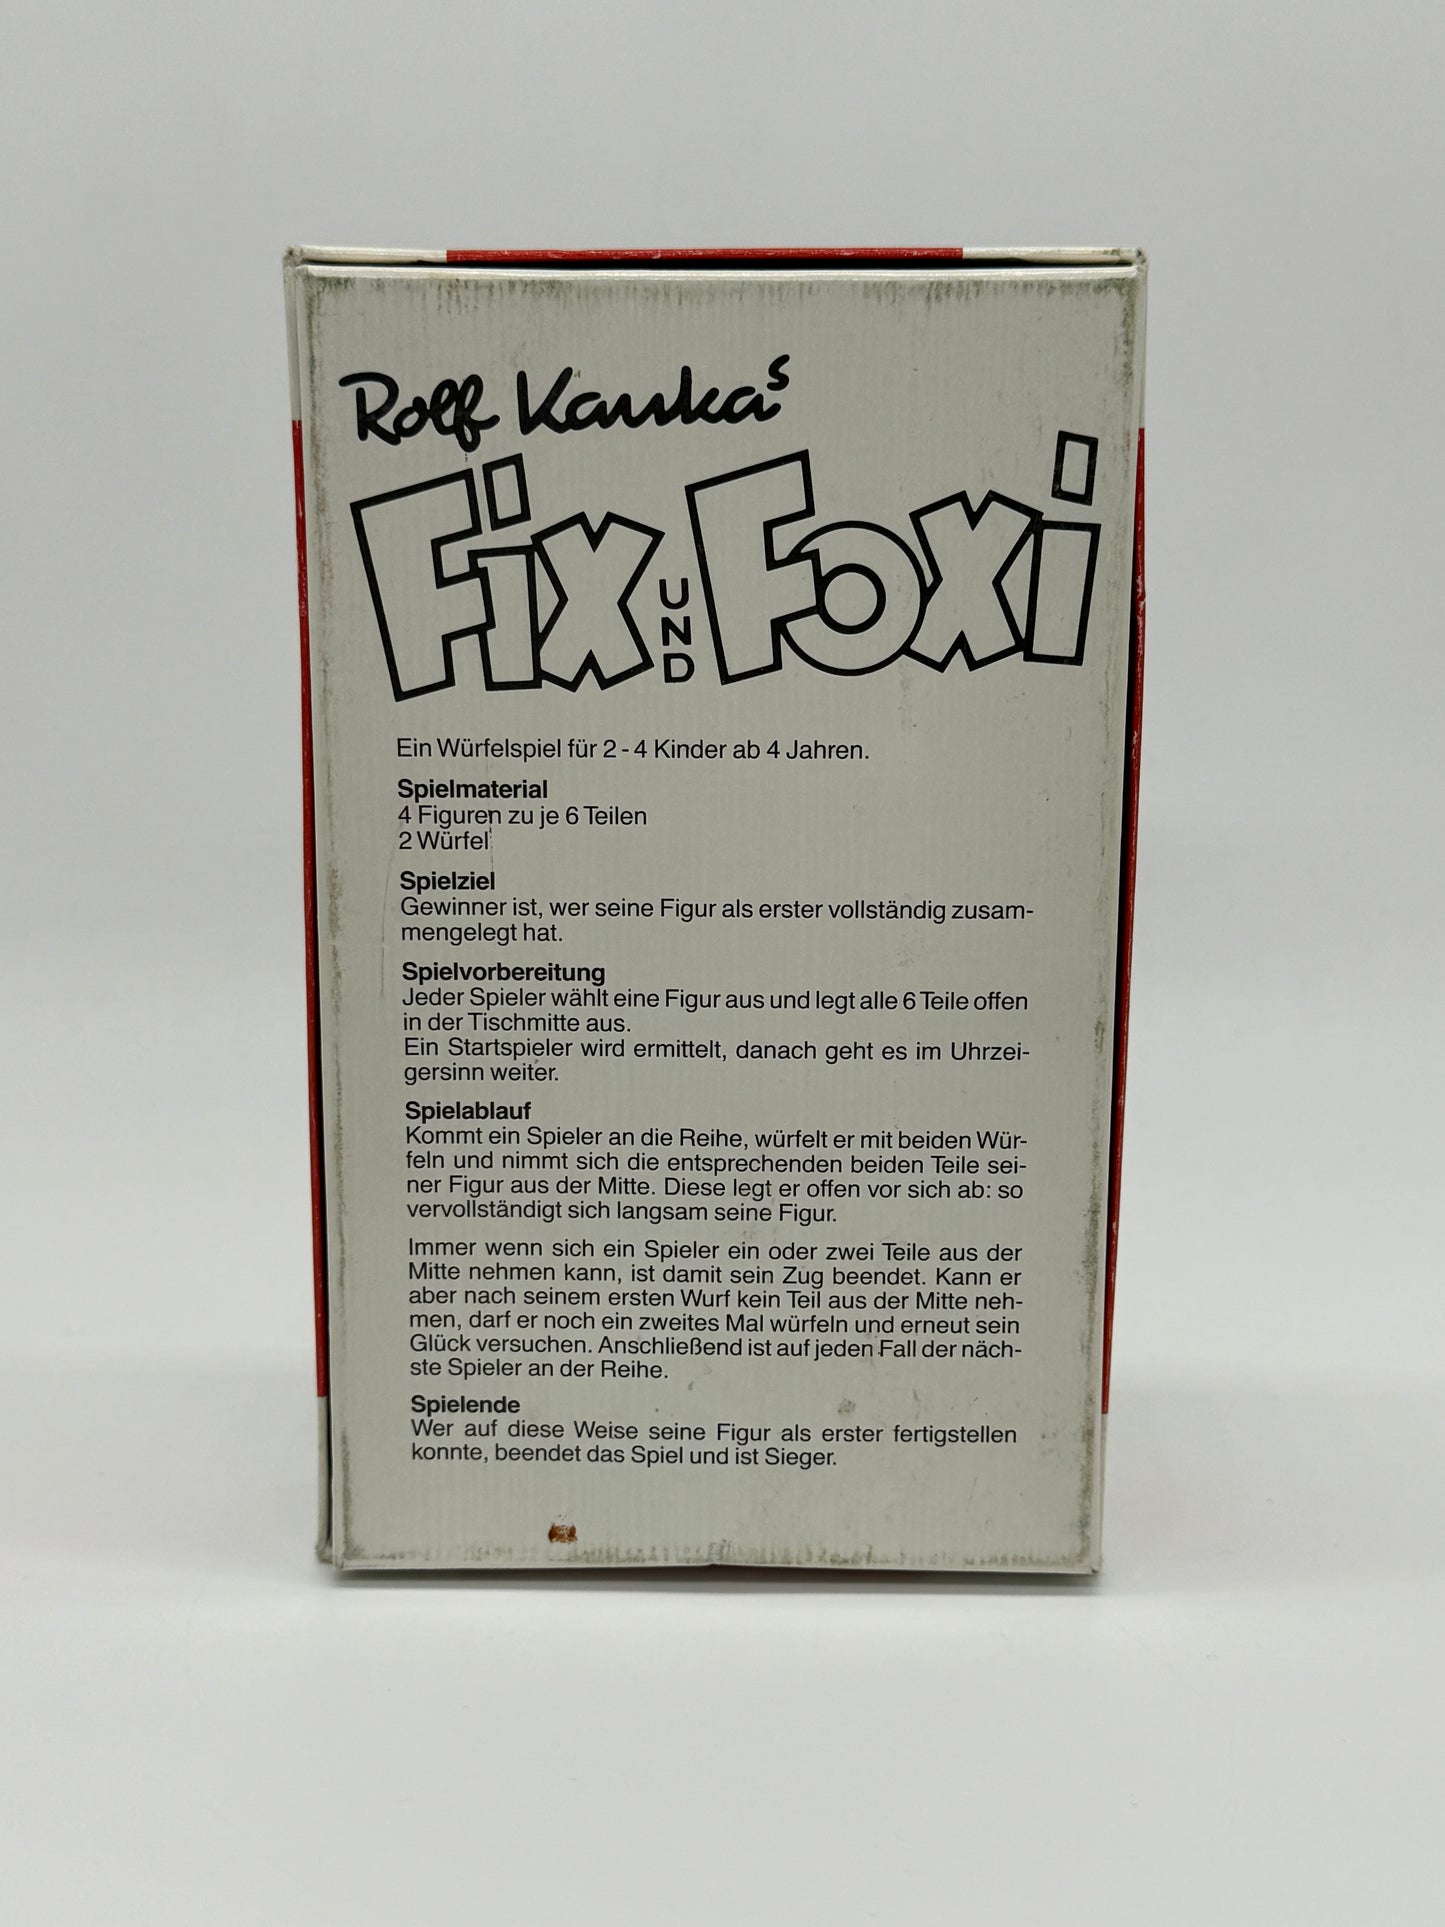 Rolf Kaukas
Fix UND Foxi
Ein Würfelspiel für 2 - 4 Kinder ab 4 Jahren.
Spielmaterial
4 Figuren zu je 6 Teilen
2 Würfel
Spielziel
Gewinner ist, wer seine Figur als erster vollständig zusam-
mengelegt hat.
Spielvorbereitung
Jeder Spieler wählt eine Figur aus und legt alle 6 Teile offen
in der Tischmitte aus.
Ein Startspieler wird ermittelt, danach geht es im Uhrzei-
gersinn weiter.
Spielablauf
Kommt ein Spieler an die Reihe, würfelt er mit beiden Wür-
feln und nimmt sich die entsprechenden beiden Teile sei-
ner Figur aus der Mitte. Diese legt er offen vor sich ab: so
vervollständigt sich langsam seine Figur.
Immer wenn sich ein Spieler ein oder zwei Teile aus der
Mitte nehmen kann, ist damit sein Zug beendet. Kann er
aber nach seinem ersten Wurf kein Teil aus der Mitte neh-
men, darf er noch ein zweites Mal würfeln und erneut sein
Glück versuchen. Anschließend ist auf jeden Fall der näch-
ste Spieler an der Reihe.
Spielende
Wer auf diese Weise seine Figur als erster fertigstellen
konnte, beendet das Spiel und ist Sieger.